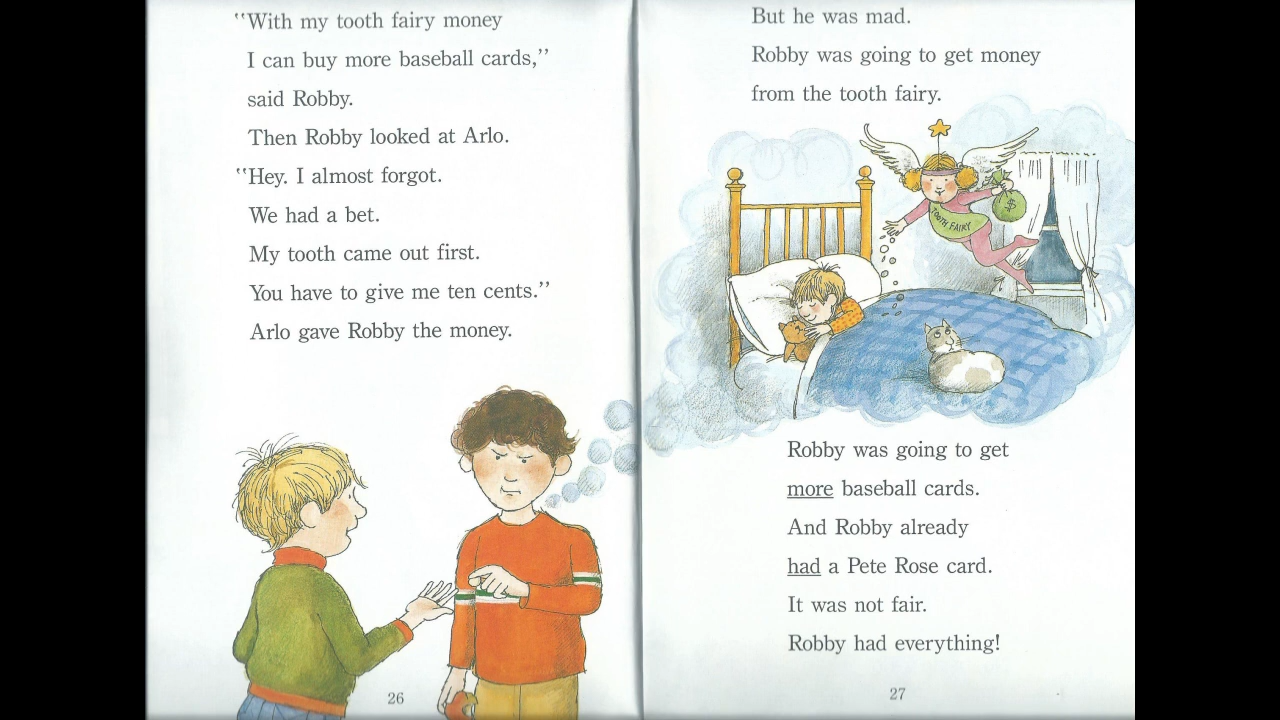 "With my tooth fairy money
I can buy more baseball cards,"
said Robby.
Then Robby looked at Arlo.
"Hey. I almost forgot.
We had a bet.
My tooth came out first.
You have to give me ten cents."
Arlo gave Robby the money.
26
But he was mad.
Robby was going to get money
from the tooth fairy.
TOOTH FAIRY
$
Robby was going to get
more baseball cards.
And Robby already
had a Pete Rose card.
It was not fair.
Robby had everything!
27